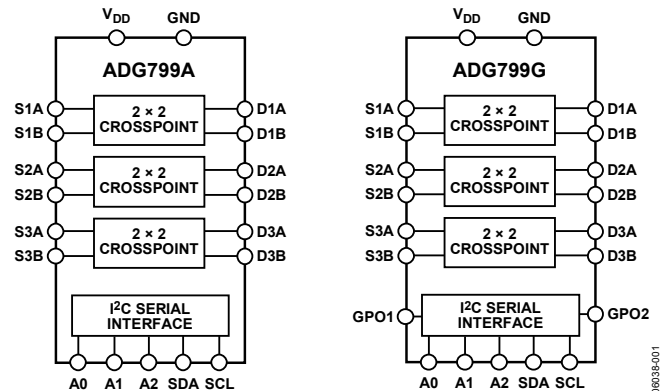 VDD GND
ADG799A
S1A 2 × 2 CROSSPOINT D1A
S1B D1B
S2A 2 × 2 CROSSPOINT D2A
S2B D2B
S3A 2 × 2 CROSSPOINT D3A
S3B D3B
I²C SERIAL
INTERFACE
A0 A1 A2 SDA SCL
VDD GND
ADG799G
S1A 2 × 2 CROSSPOINT D1A
S1B D1B
S2A 2 × 2 CROSSPOINT D2A
S2B D2B
S3A 2 × 2 CROSSPOINT D3A
S3B D3B
GPO1 I²C SERIAL GPO2
INTERFACE
A0 A1 A2 SDA SCL
06038-001